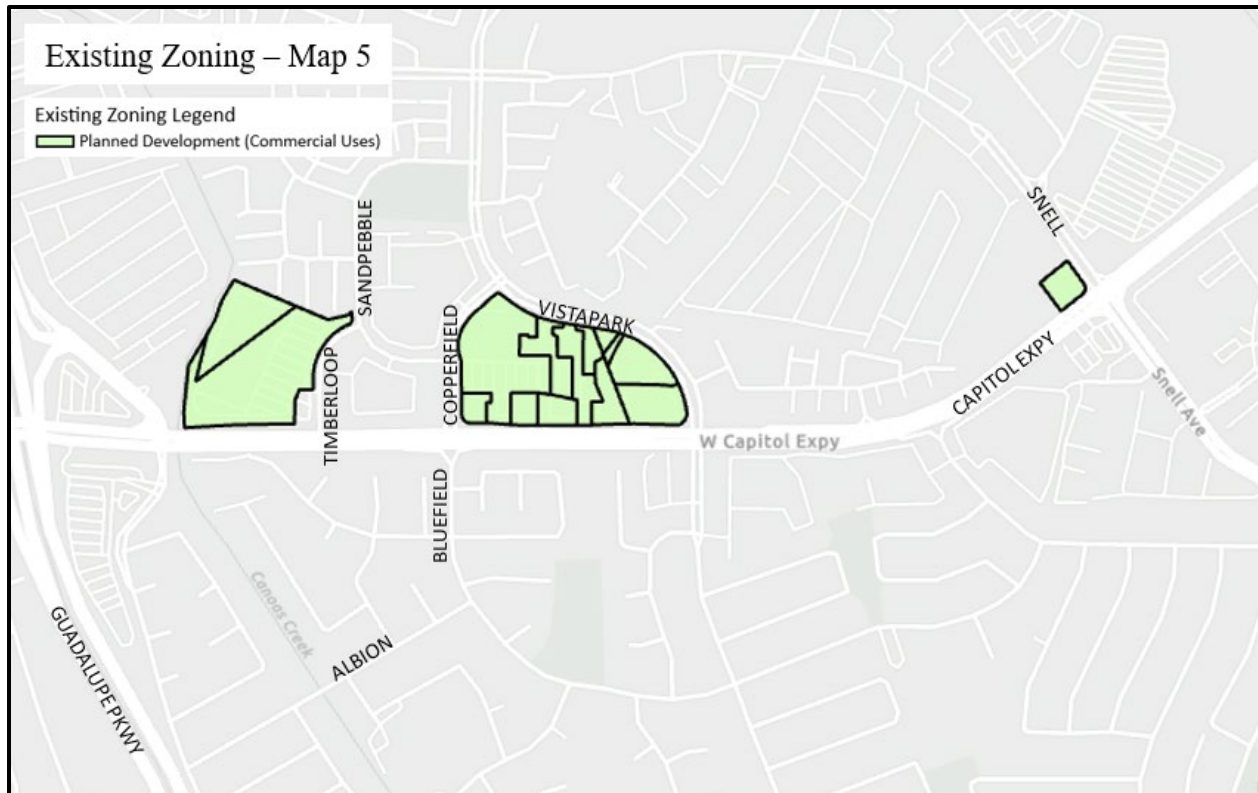 Existing Zoning – Map 5
Existing Zoning Legend
Planned Development (Commercial Uses)
SNELL
SANDPEBBLE
VISTAPARK
COPPERFIELD
TIMBERLOOP
CAPITOL EXPY
Snell Ave
W Capitol Expy
BLUEFIELD
Canoas Creek
ALBION
GUADALUPE PKWY